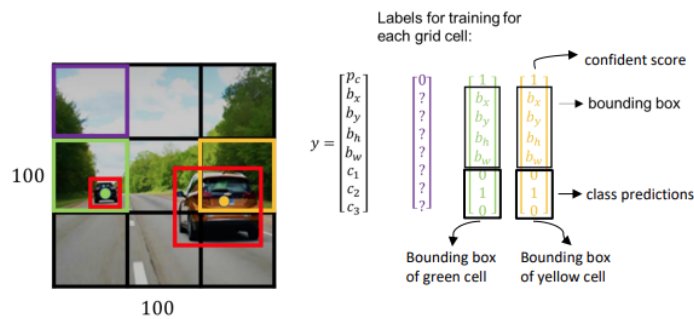 Labels for training for
each grid cell:
confident score
bounding box
class predictions
y =
p_c
b_x
b_y
b_h
b_w
c_1
c_2
c_3
0
?
?
?
?
?
?
?
1
b_x
b_y
b_h
b_w
0
1
0
1
b_x
b_y
b_h
b_w
0
1
0
100
100
Bounding box
of green cell
Bounding box
of yellow cell